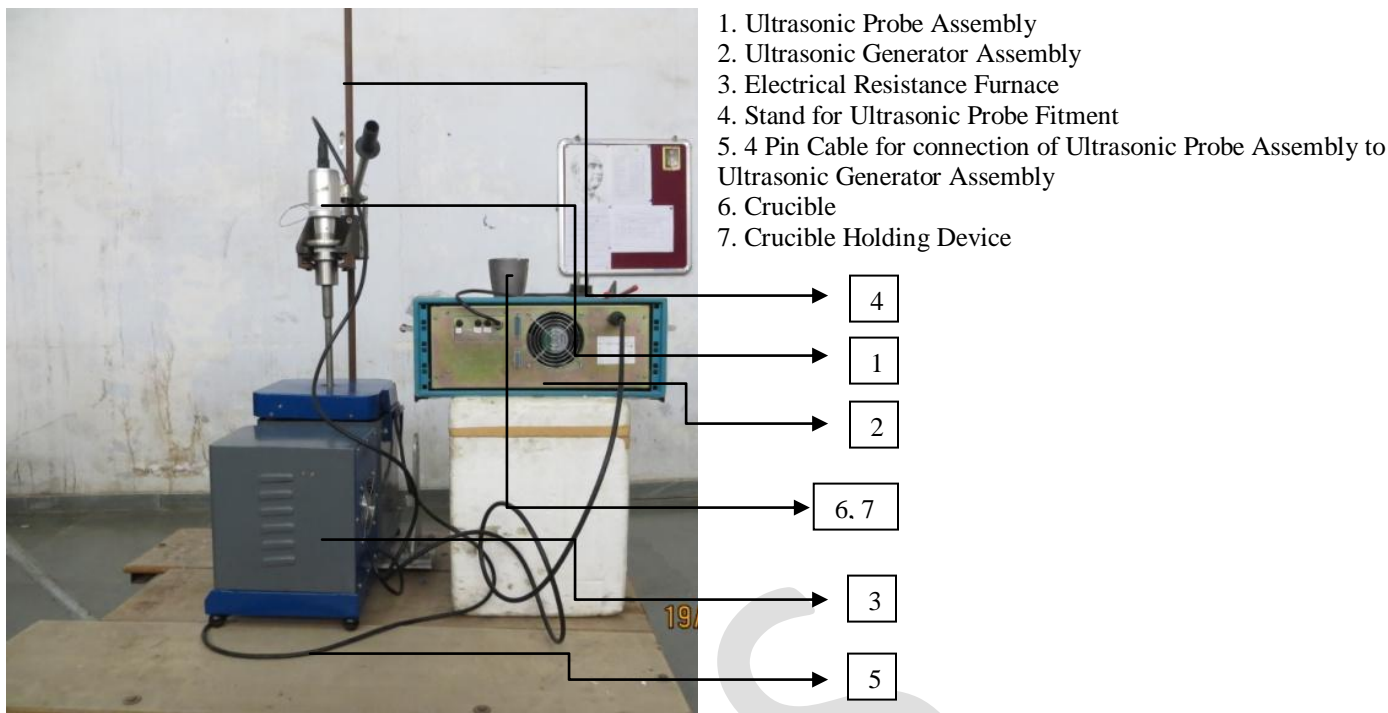 1. Ultrasonic Probe Assembly
2. Ultrasonic Generator Assembly
3. Electrical Resistance Furnace
4. Stand for Ultrasonic Probe Fitment
5. 4 Pin Cable for connection of Ultrasonic Probe Assembly to
Ultrasonic Generator Assembly
6. Crucible
7. Crucible Holding Device
4
1
2
6, 7
3
5
19/